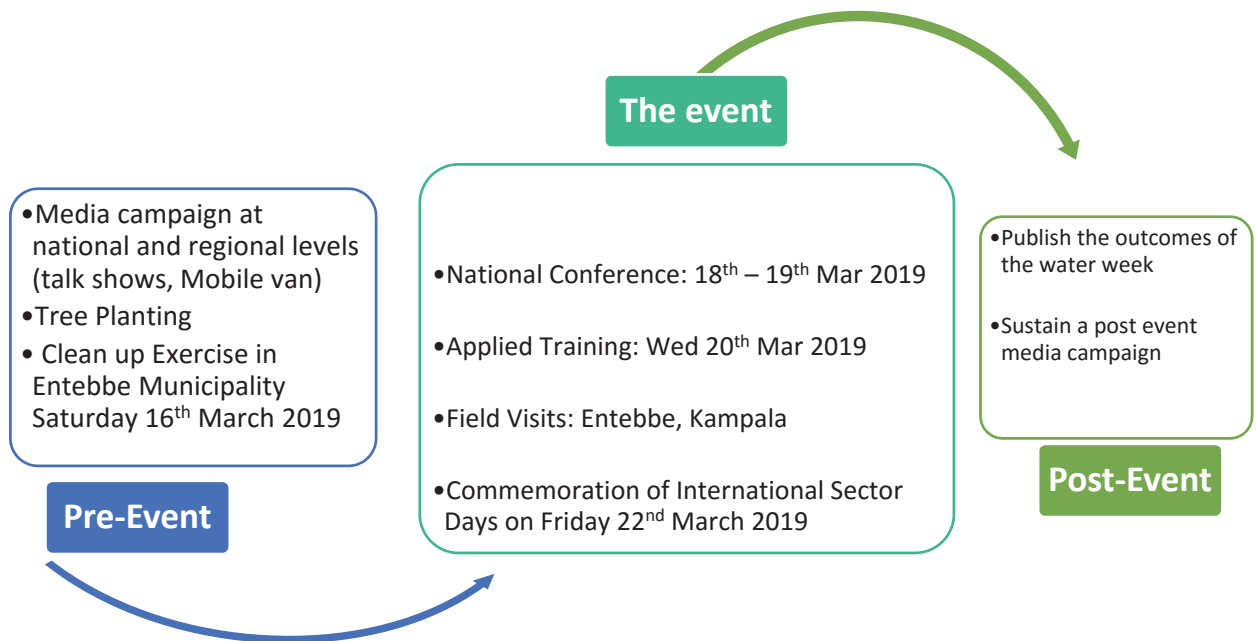 •Media campaign at
national and regional levels
(talk shows, Mobile van)
•Tree Planting
• Clean up Exercise in
Entebbe Municipality
Saturday 16th March 2019
Pre-Event
The event
•National Conference: 18th – 19th Mar 2019
•Applied Training: Wed 20th Mar 2019
•Field Visits: Entebbe, Kampala
•Commemoration of International Sector
Days on Friday 22nd March 2019
•Publish the outcomes of
the water week
•Sustain a post event
media campaign
Post-Event